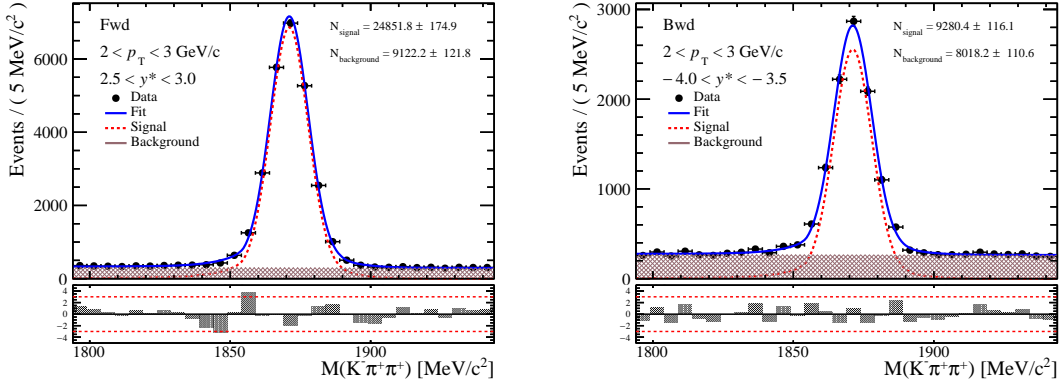 Fwd
2 < p_T < 3 GeV/c
2.5 < y* < 3.0
Data
Fit
Signal
Background
N_signal = 24851.8 ± 174.9
N_background = 9122.2 ± 121.8
Events / ( 5 MeV/c² )
6000
4000
2000
0
4
2
0
−2
−4
1800
1850
1900
M(K⁻π⁺π⁺) [MeV/c²]
Bwd
2 < p_T < 3 GeV/c
−4.0 < y* < −3.5
Data
Fit
Signal
Background
N_signal = 9280.4 ± 116.1
N_background = 8018.2 ± 110.6
Events / ( 5 MeV/c² )
3000
2000
1000
0
4
2
0
−2
−4
1800
1850
1900
M(K⁻π⁺π⁺) [MeV/c²]